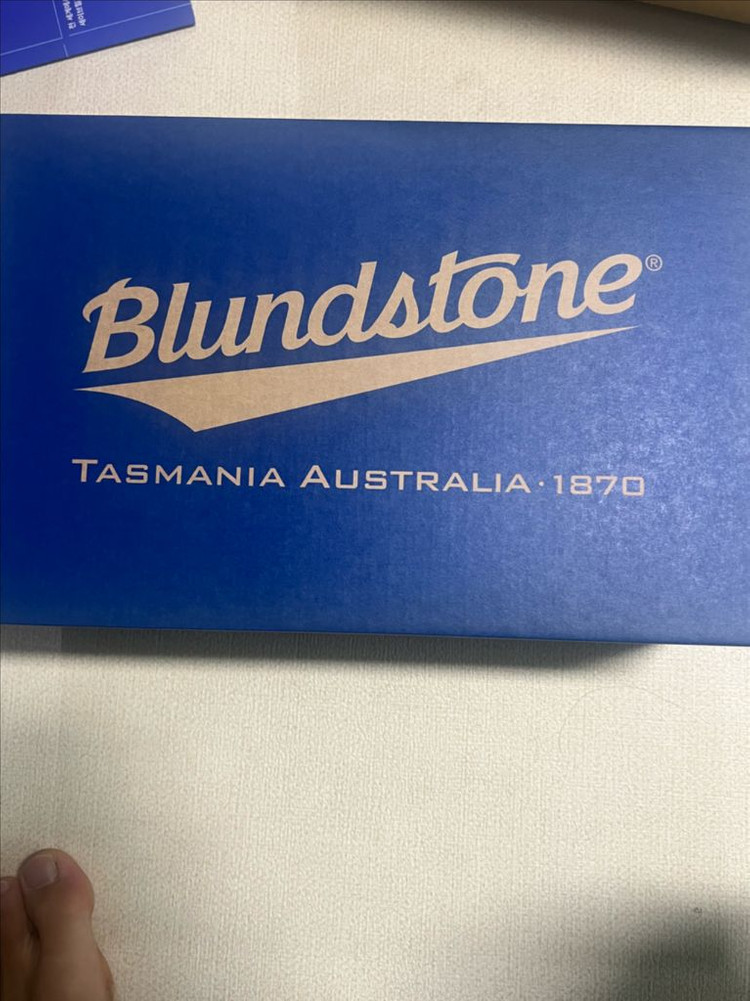 Blundstone®
TASMANIA AUSTRALIA · 1870